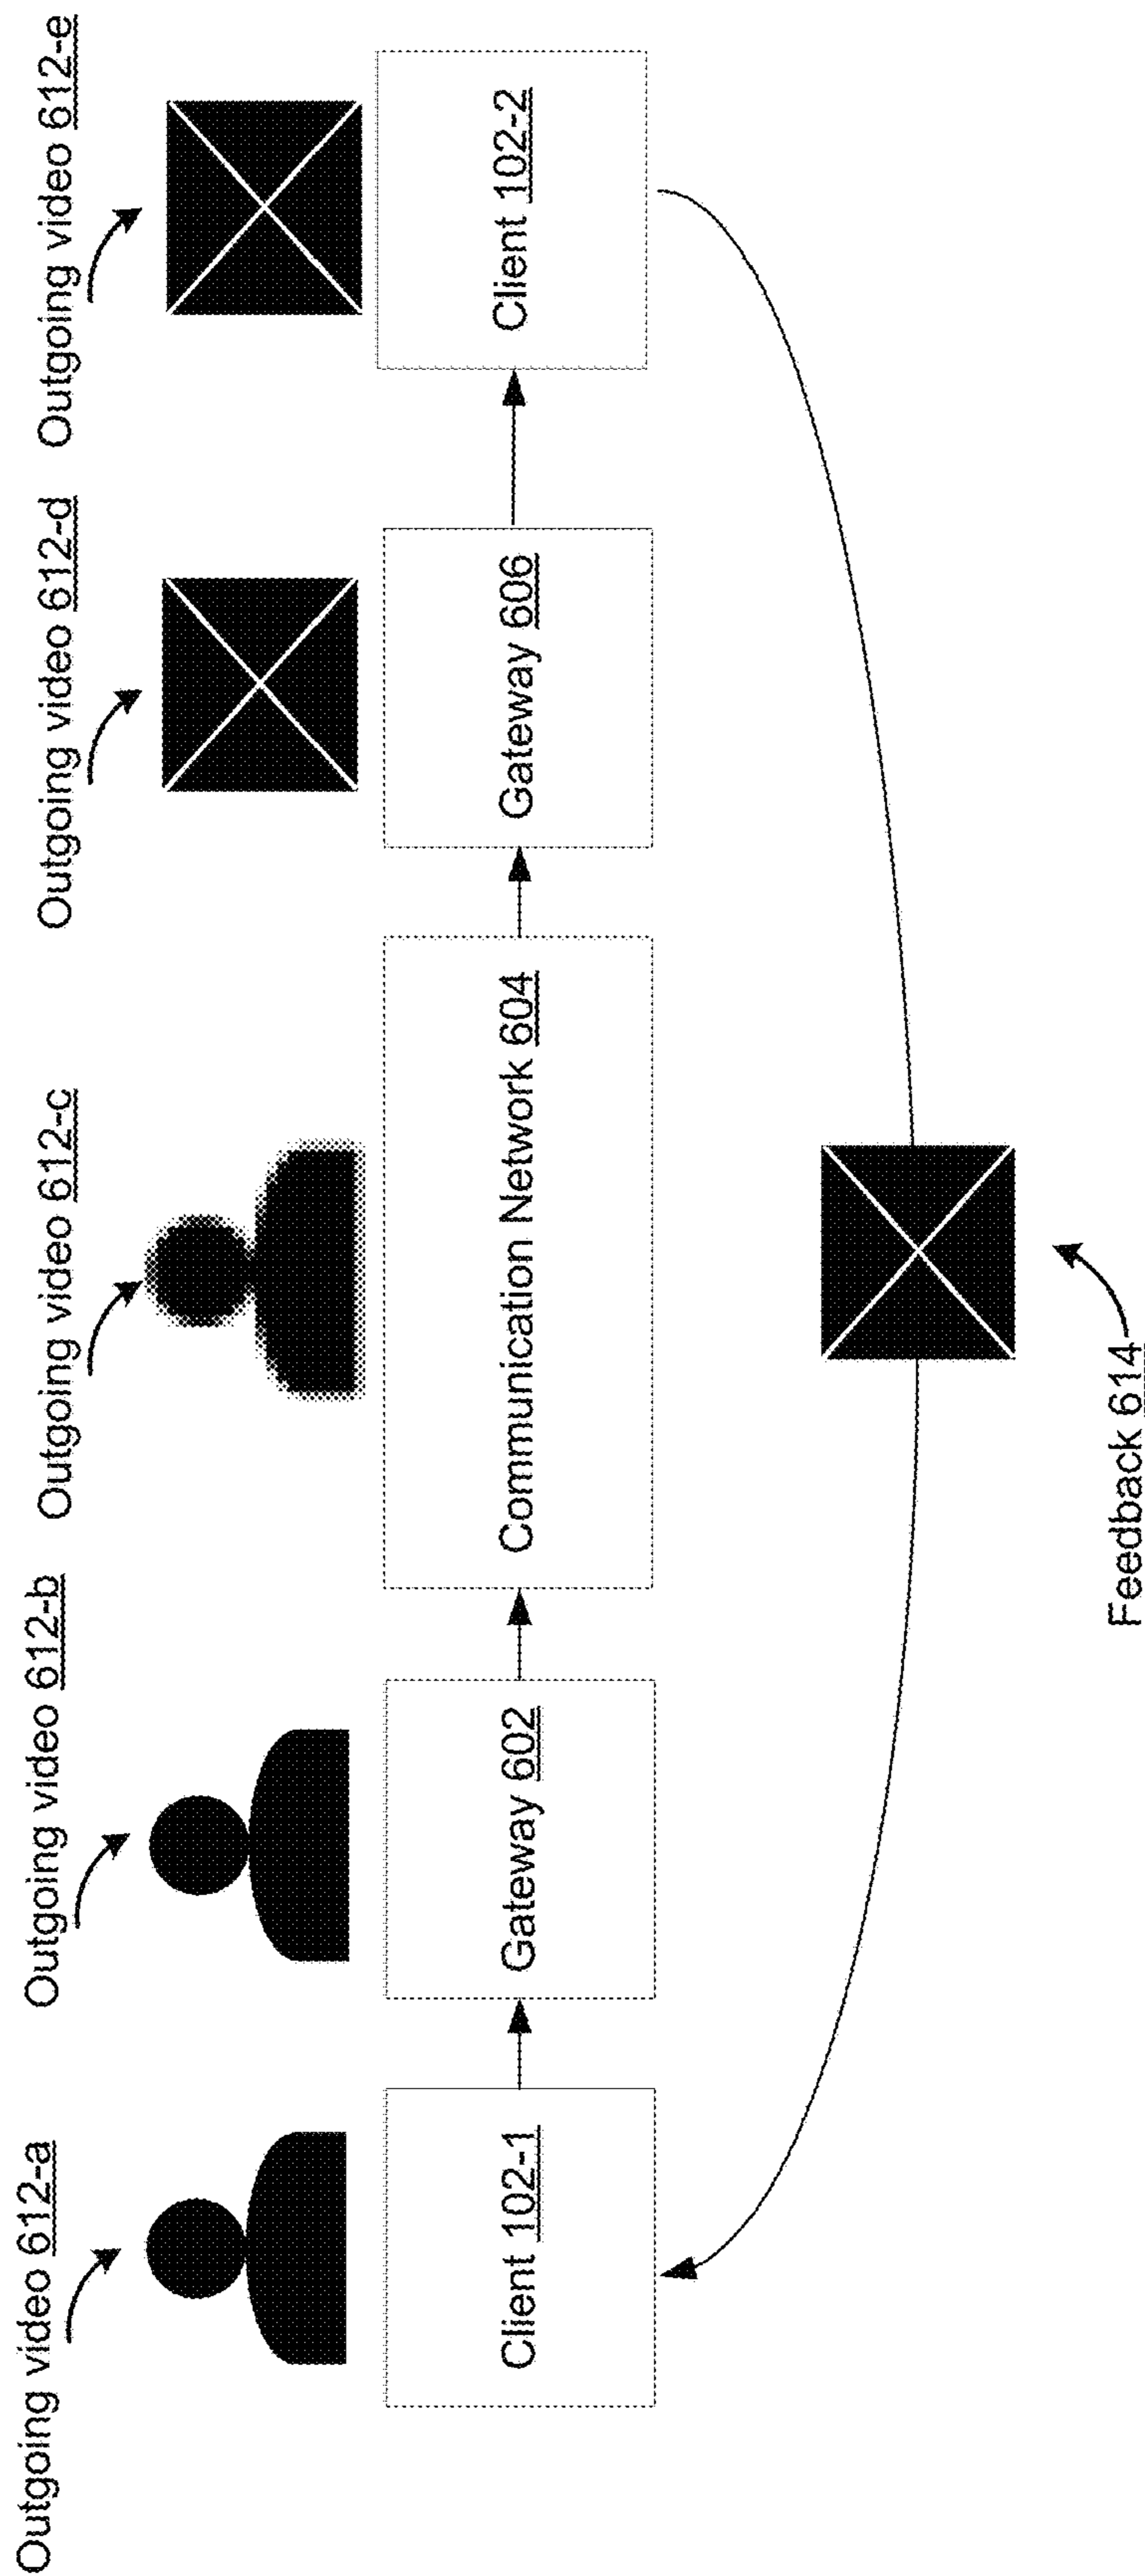 Outgoing video 612-a
Outgoing video 612-b
Outgoing video 612-c
Outgoing video 612-d
Outgoing video 612-e
Client 102-1
Gateway 602
Communication Network 604
Gateway 606
Client 102-2
Feedback 614